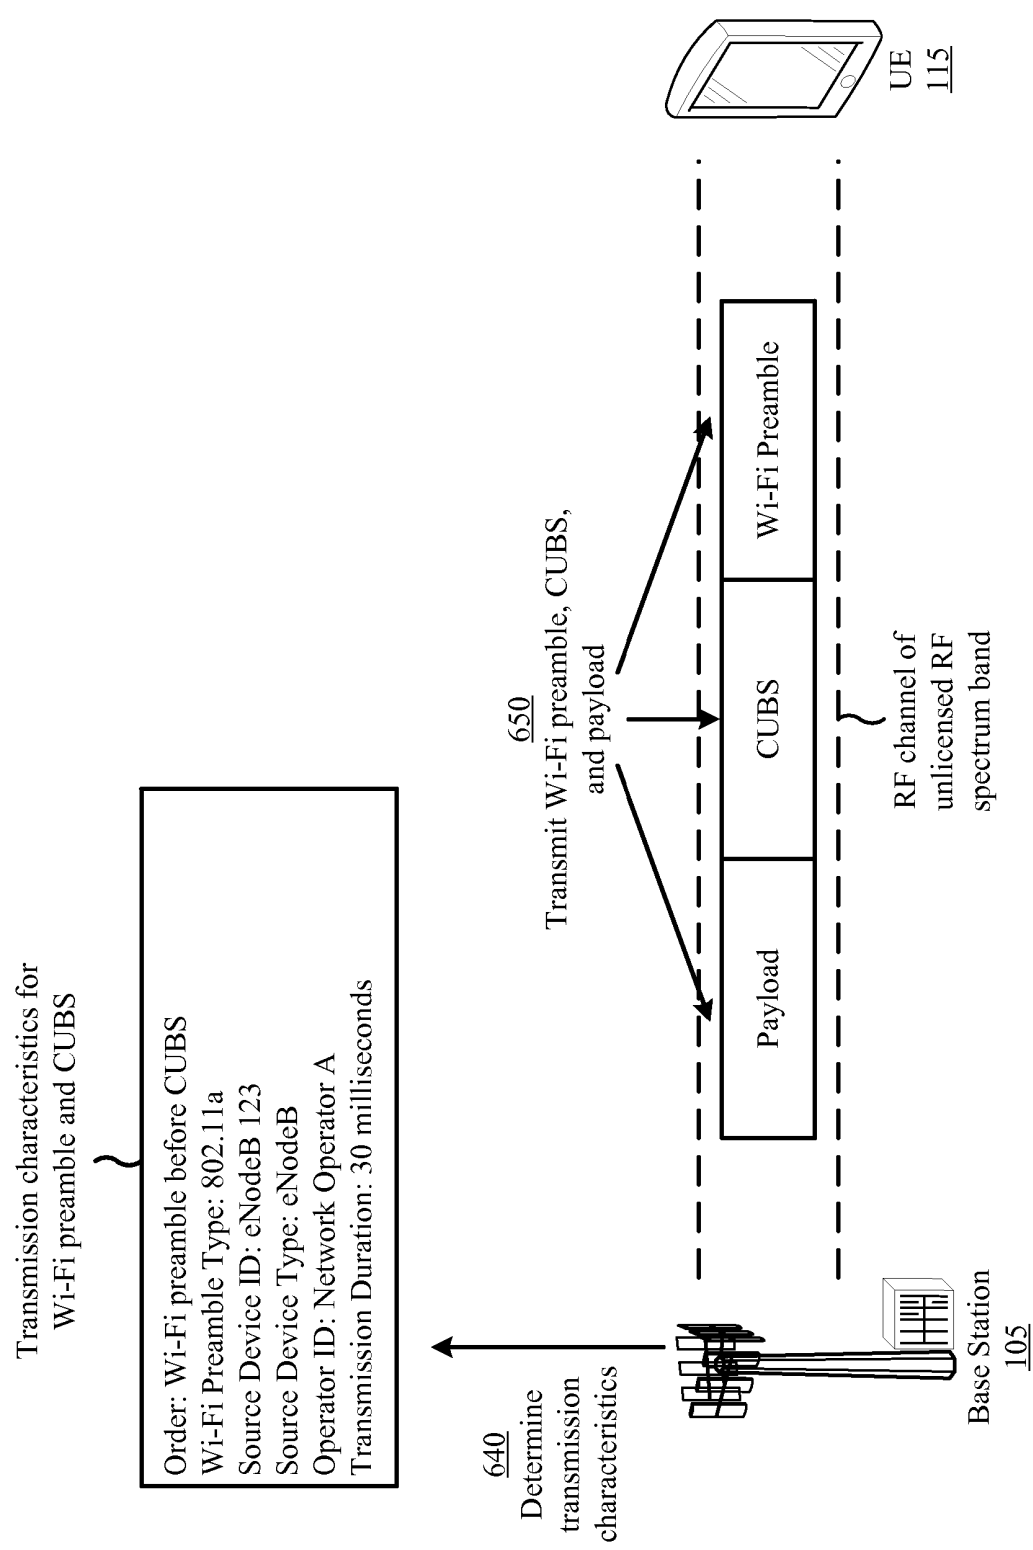 Transmission characteristics for
Wi-Fi preamble and CUBS
Order: Wi-Fi preamble before CUBS
Wi-Fi Preamble Type: 802.11a
Source Device ID: eNodeB 123
Source Device Type: eNodeB
Operator ID: Network Operator A
Transmission Duration: 30 milliseconds
640
Determine
transmission
characteristics
650
Transmit Wi-Fi preamble, CUBS,
and payload
Payload
CUBS
Wi-Fi Preamble
RF channel of
unlicensed RF
spectrum band
Base Station
105
UE
115